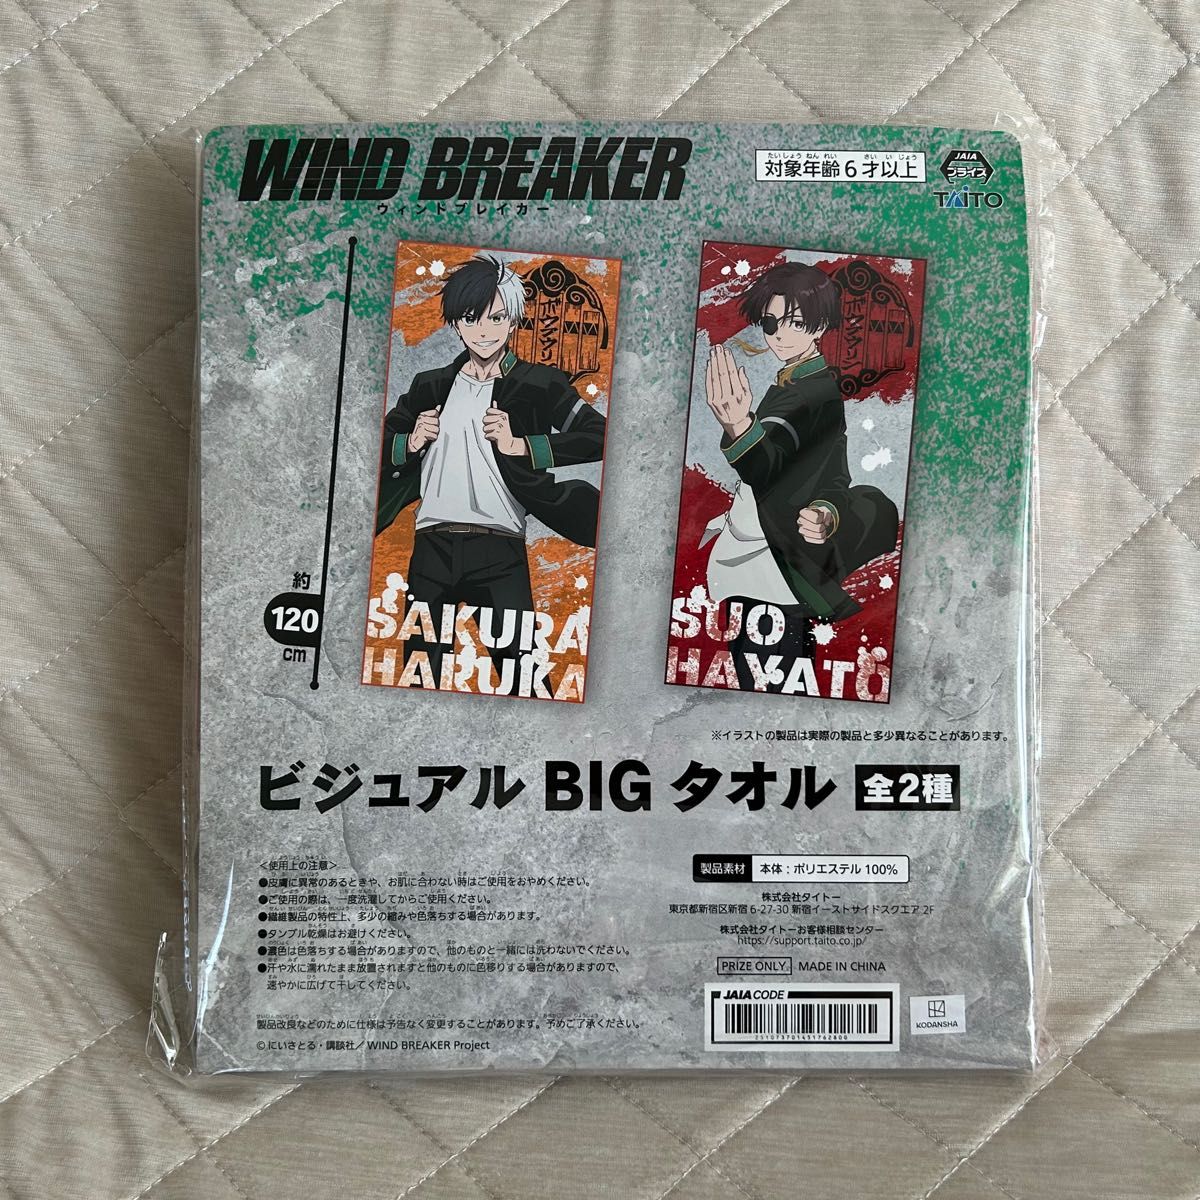 WIND BREAKER
ウィンドブレイカー
対象年齢6才以上
JAIA
プライズ
TAITO
ボウフウリン
ボウフウリン
約
120
cm
SAKURA
HARUKA
SUO
HAYATO
※イラストの製品は実際の製品と多少異なることがあります。
ビジュアル BIG タオル 全2種
<使用上の注意>
●皮膚に異常のあるときや、お肌に合わない時はご使用をおやめください。
●ご使用の際は、一度洗濯してからご使用ください。
●繊維製品の特性上、多少の縮みや色落ちする場合があります。
●タンブル乾燥はお避けください。
●濃色は色落ちする場合がありますので、他のものと一緒には洗わないでください。
●汗や水に濡れたまま放置されますと他のものに色移りする場合がありますので、
速やかに広げて干してください。
製品改良などのために仕様は予告なく変更することがあります。予めご了承ください。
©にいさとる・講談社／WIND BREAKER Project
製品素材 本体：ポリエステル100%
株式会社タイトー
東京都新宿区新宿6-27-30 新宿イーストサイドスクエア 2F
株式会社タイトーお客様相談センター
https://support.taito.co.jp/
PRIZE ONLY. MADE IN CHINA
JAIA CODE
2510737014517​62800
KODANSHA